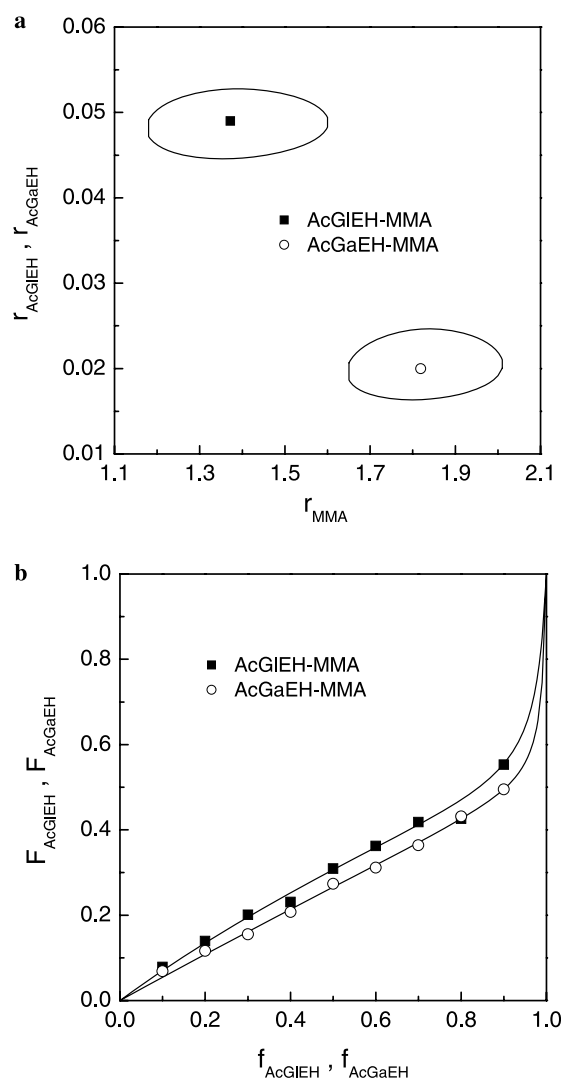 a
0.06
0.05
0.04
0.03
0.02
0.01
r_AcGlEH , r_AcGaEH
AcGlEH-MMA
AcGaEH-MMA
1.1 1.3 1.5 1.7 1.9 2.1
r_MMA
b
1.0
0.8
0.6
0.4
0.2
0.0
F_AcGlEH , F_AcGaEH
AcGlEH-MMA
AcGaEH-MMA
0.0 0.2 0.4 0.6 0.8 1.0
f_AcGlEH , f_AcGaEH